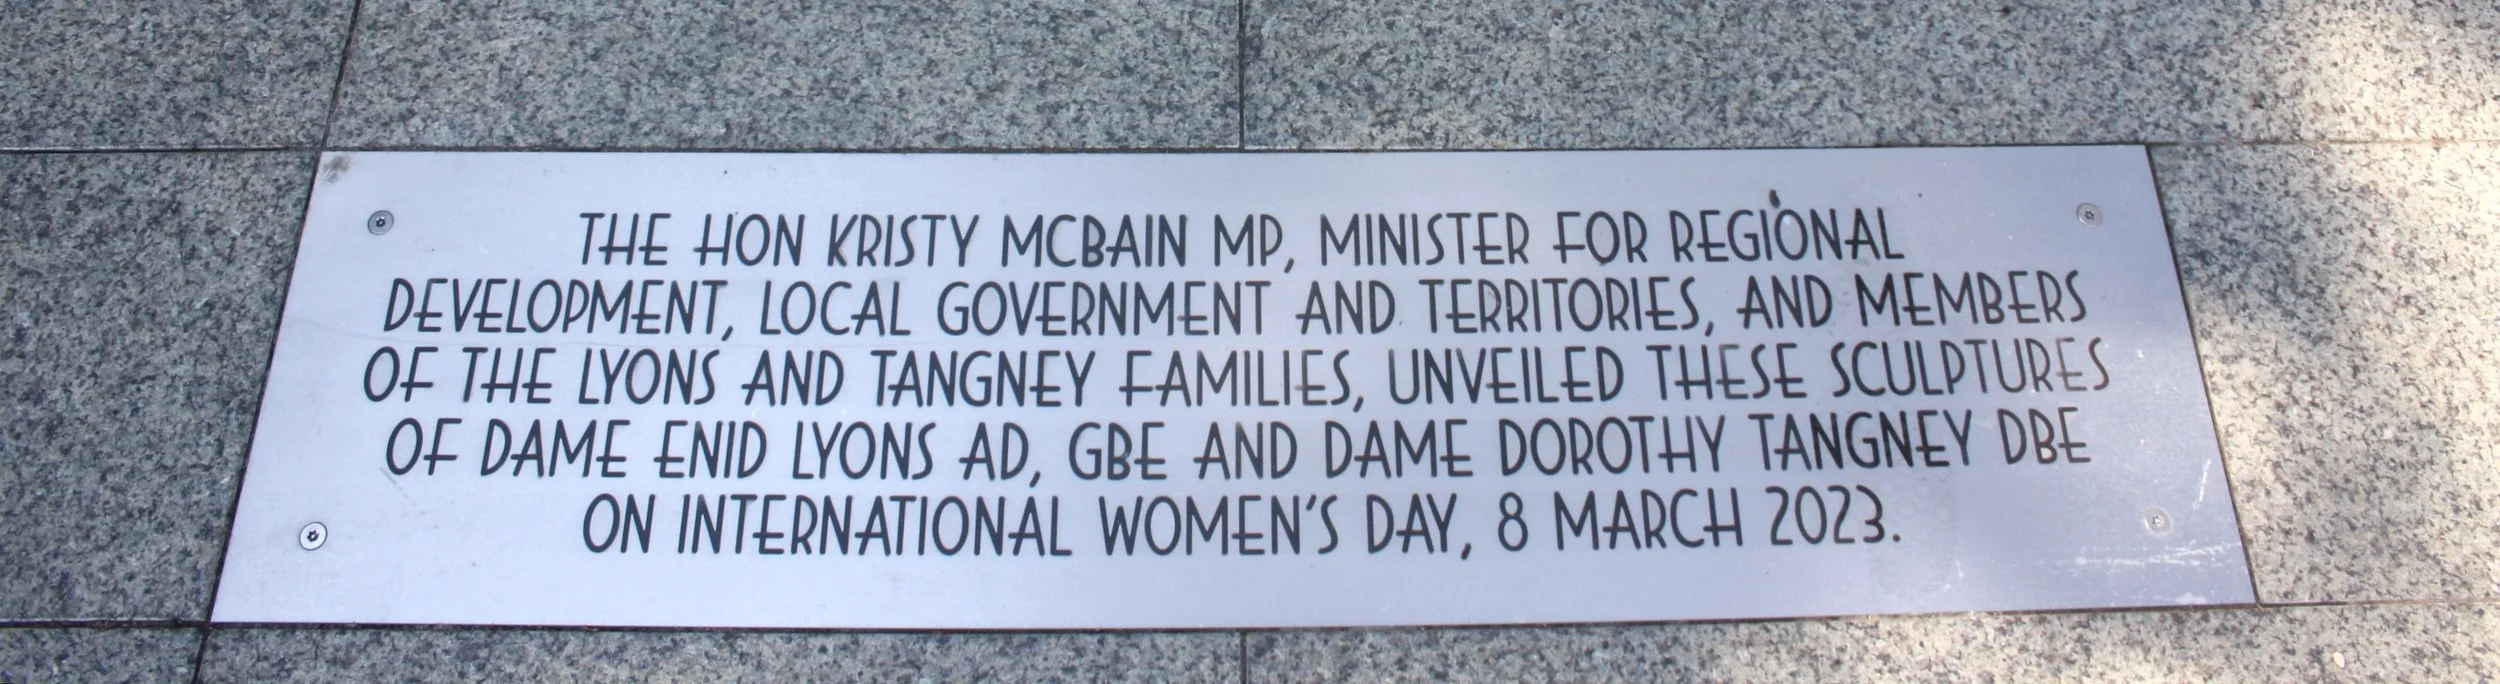 THE HON KRISTY MCBAIN MP, MINISTER FOR REGIONAL
DEVELOPMENT, LOCAL GOVERNMENT AND TERRITORIES, AND MEMBERS
OF THE LYONS AND TANGNEY FAMILIES, UNVEILED THESE SCULPTURES
OF DAME ENID LYONS AD, GBE AND DAME DOROTHY TANGNEY DBE
ON INTERNATIONAL WOMEN'S DAY, 8 MARCH 2023.